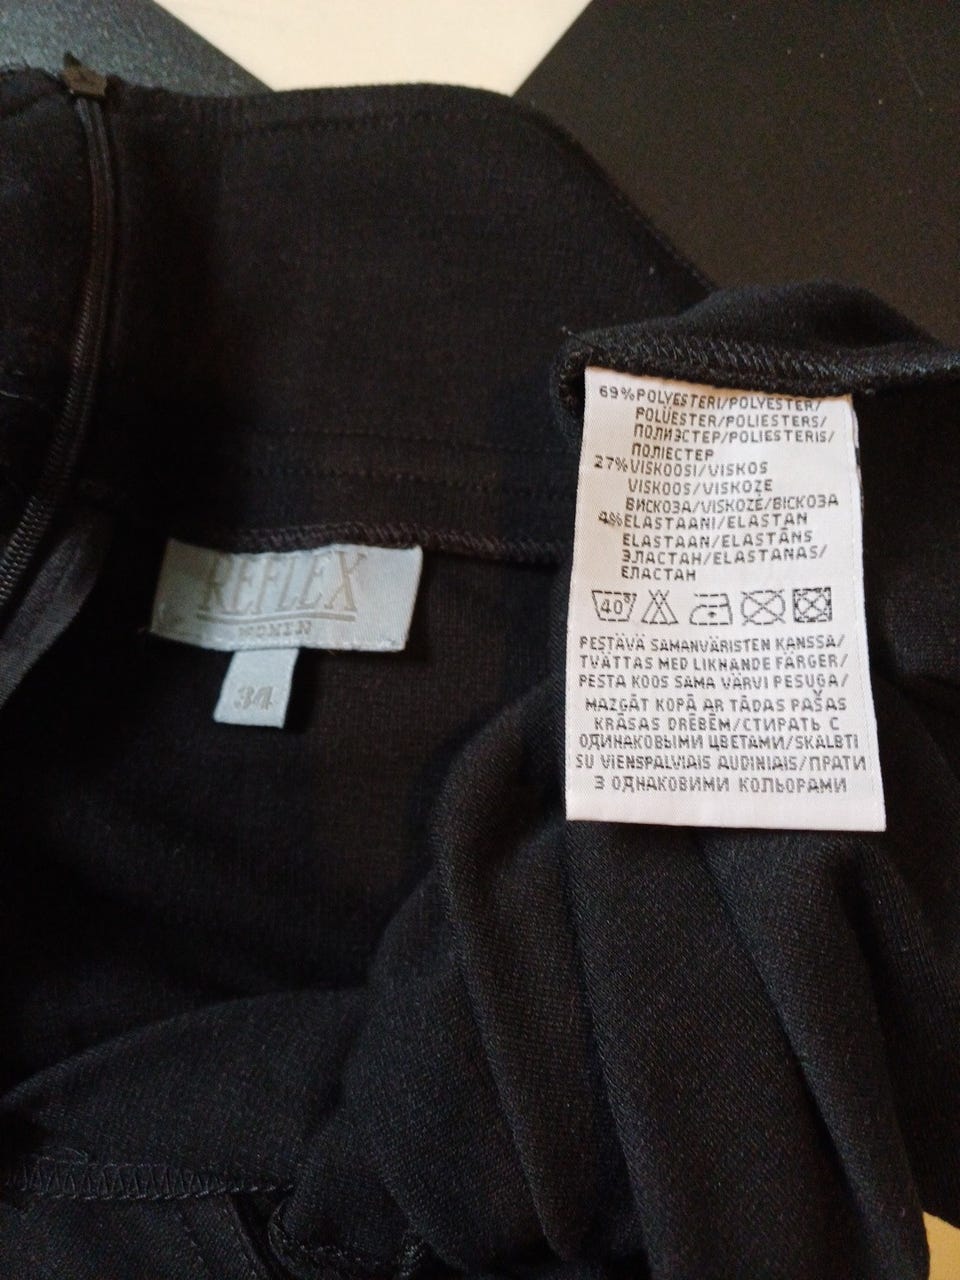 REFLEX
WOMEN
34
69%POLYESTERI/POLYESTER/
POLÜESTER/POLIESTERS/
ПОЛИЭСТЕР/POLIESTERIS/
ПОЛІЕСТЕР
27%VISKOOSI/VISKOS
VISKOOS/VISKOZE
ВИСКОЗА/VISKOZĖ/ВІСКОЗА
4%ELASTAANI/ELASTAN
ELASTAAN/ELASTĀNS
ЭЛАСТАН/ELASTANAS/
ЕЛАСТАН
40°
PESTÄVÄ SAMANVÄRISTEN KANSSA/
TVÄTTAS MED LIKNANDE FÄRGER/
PESTA KOOS SAMA VÄRVI PESUGA/
MAZGĀT KOPĀ AR TĀDAS PAŠAS
KRĀSAS DRĒBĒM/СТИРАТЬ С
ОДИНАКОВЫМИ ЦВЕТАМИ/SKALBTI
SU VIENSPALVIAIS AUDINIAIS/ПРАТИ
З ОДНАКОВИМИ КОЛЬОРАМИ